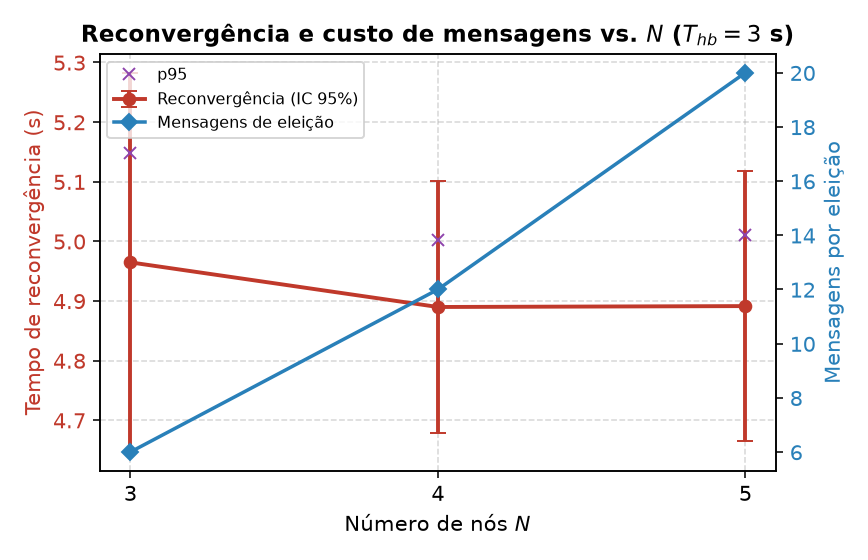 Reconvergência e custo de mensagens vs. N (T_hb = 3 s)
p95
Reconvergência (IC 95%)
Mensagens de eleição
Tempo de reconvergência (s)
5.3
5.2
5.1
5.0
4.9
4.8
4.7
20
18
16
14
12
10
8
6
Mensagens por eleição
3 4 5
Número de nós N